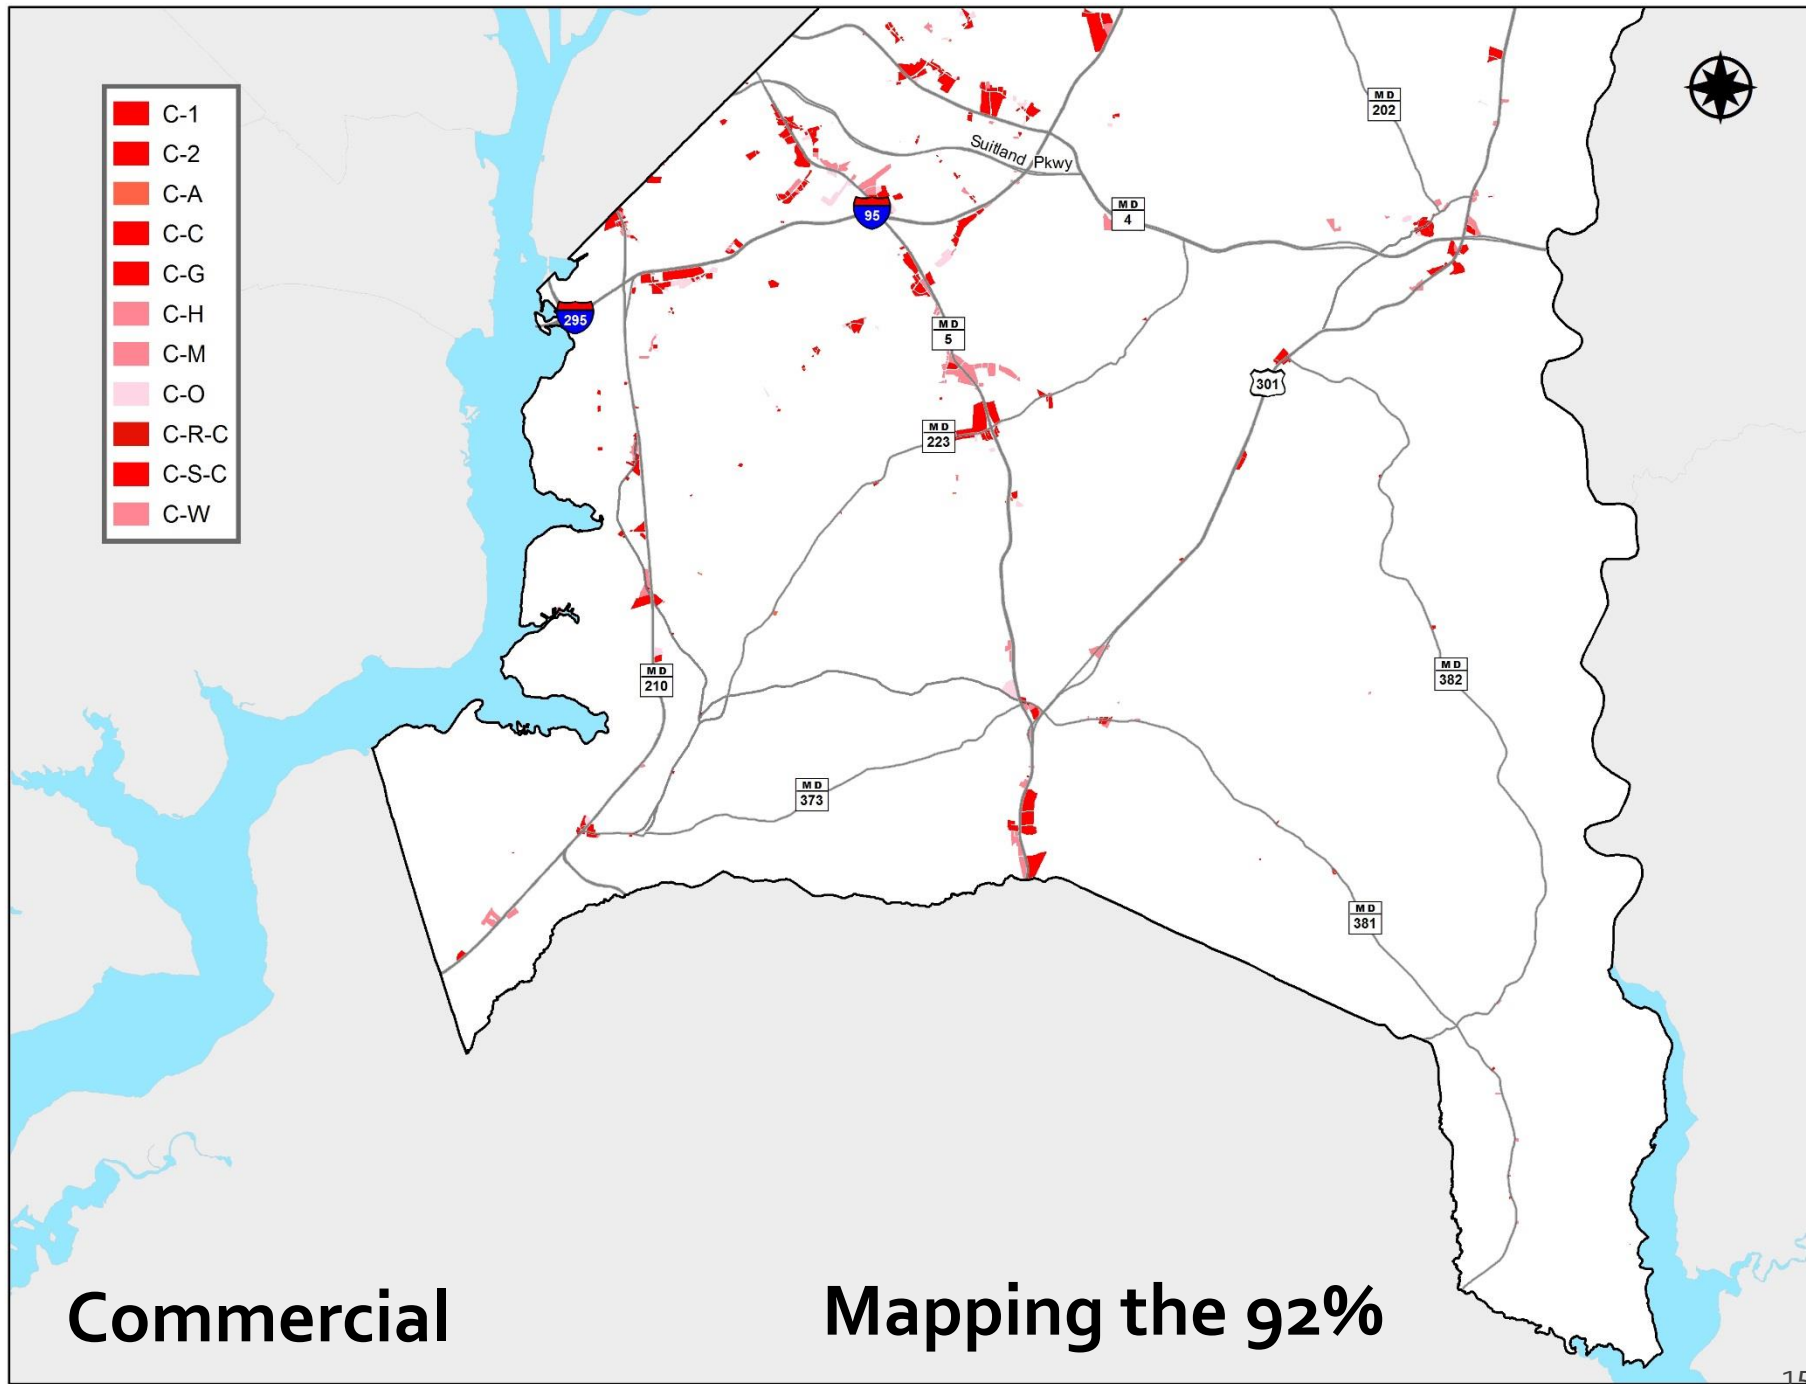 C-1
C-2
C-A
C-C
C-G
C-H
C-M
C-O
C-R-C
C-S-C
C-W
MD
202
Suitland Pkwy
95
MD
4
295
MD
5
301
MD
223
MD
210
MD
382
MD
373
MD
381
Commercial
Mapping the 92%
15